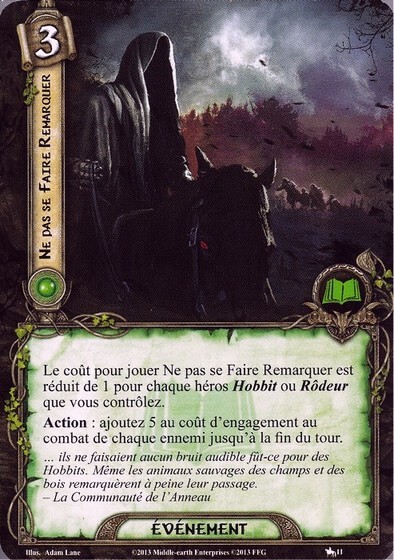 3
Ne pas se Faire Remarquer
Le coût pour jouer Ne pas se Faire Remarquer est
réduit de 1 pour chaque héros Hobbit ou Rôdeur
que vous contrôlez.
Action : ajoutez 5 au coût d'engagement au
combat de chaque ennemi jusqu'à la fin du tour.
... ils ne faisaient aucun bruit audible fût-ce pour des
Hobbits. Même les animaux sauvages des champs et des
bois remarquèrent à peine leur passage.
– La Communauté de l'Anneau
ÉVÉNEMENT
Illus. Adam Lane ©2013 Middle-earth Enterprises ©2013 FFG 11